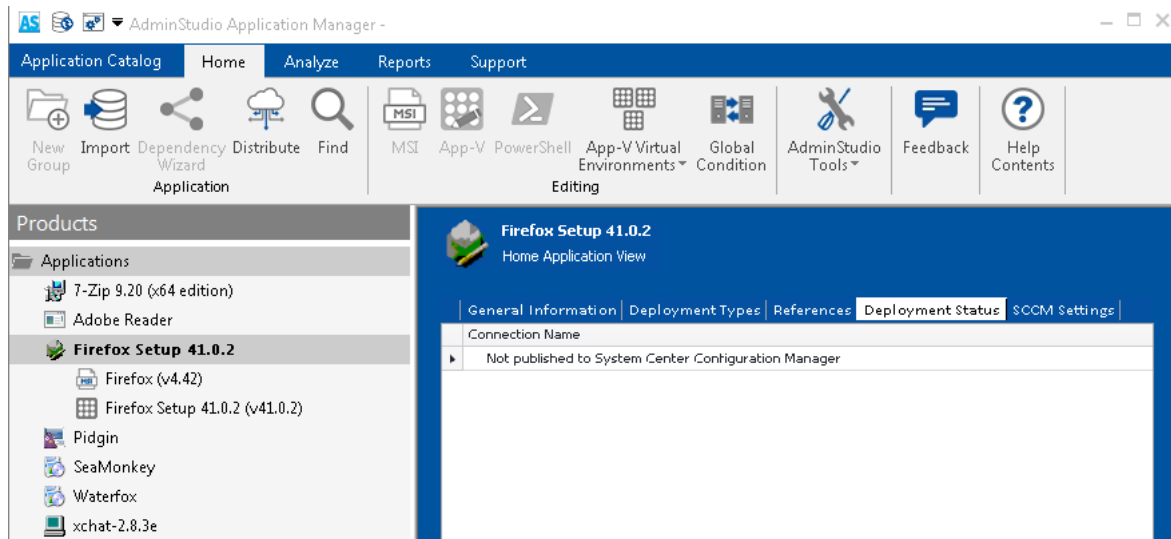 AS AdminStudio Application Manager -
Application Catalog Home Analyze Reports Support
New Group Import Dependency Wizard Distribute Find MSI MSI App-V PowerShell App-V Virtual Environments Global Condition AdminStudio Tools Feedback Help Contents
Application Editing
Products
Applications
7-Zip 9.20 (x64 edition)
Adobe Reader
Firefox Setup 41.0.2
Firefox (v4.42)
Firefox Setup 41.0.2 (v41.0.2)
Pidgin
SeaMonkey
Waterfox
xchat-2.8.3e
Firefox Setup 41.0.2
Home Application View
General Information Deployment Types References Deployment Status SCCM Settings
Connection Name
Not published to System Center Configuration Manager